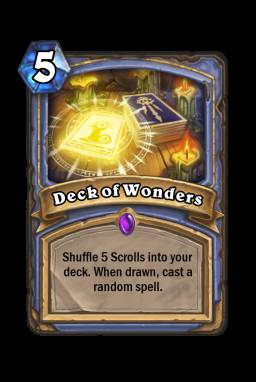 5
Deck of Wonders
Shuffle 5 Scrolls into your
deck. When drawn, cast a
random spell.